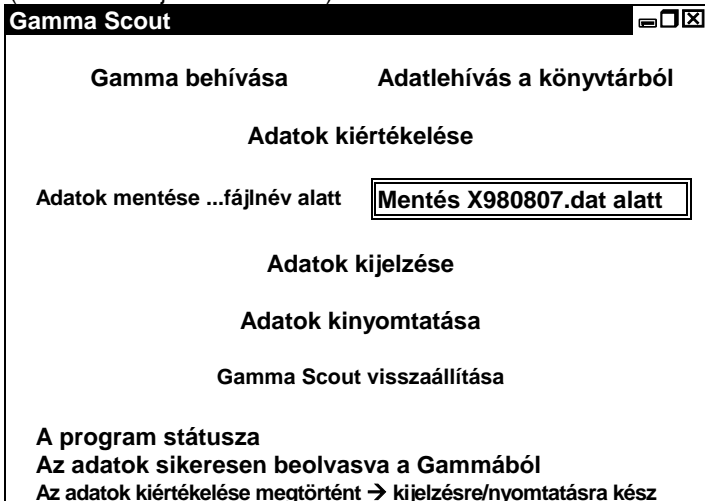 Gamma Scout
Gamma behívása Adatlehívás a könyvtárból
Adatok kiértékelése
Adatok mentése ...fájlnév alatt Mentés X980807.dat alatt
Adatok kijelzése
Adatok kinyomtatása
Gamma Scout visszaállítása
A program státusza
Az adatok sikeresen beolvasva a Gammából
Az adatok kiértékelése megtörtént → kijelzésre/nyomtatásra kész